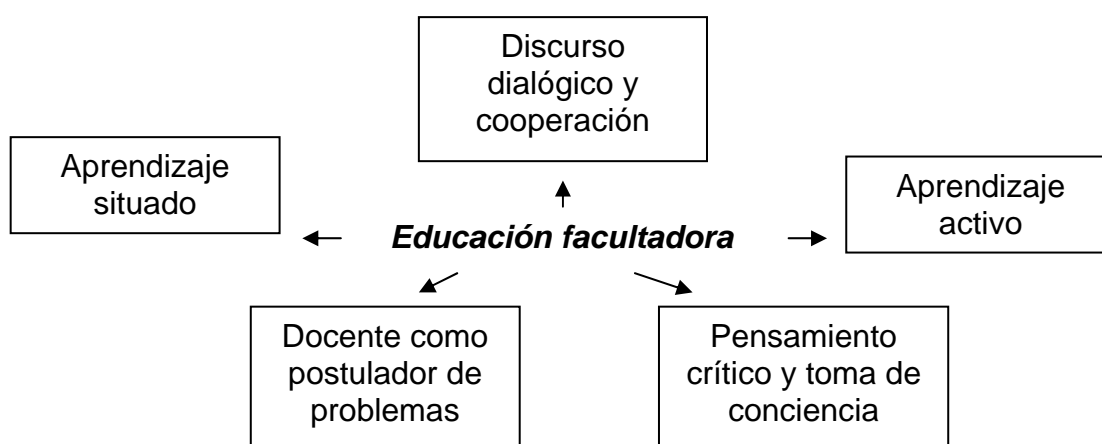 Discurso
dialógico y
cooperación
Aprendizaje
situado
Aprendizaje
activo
Educación facultadora
Docente como
postulador de
problemas
Pensamiento
crítico y toma de
conciencia